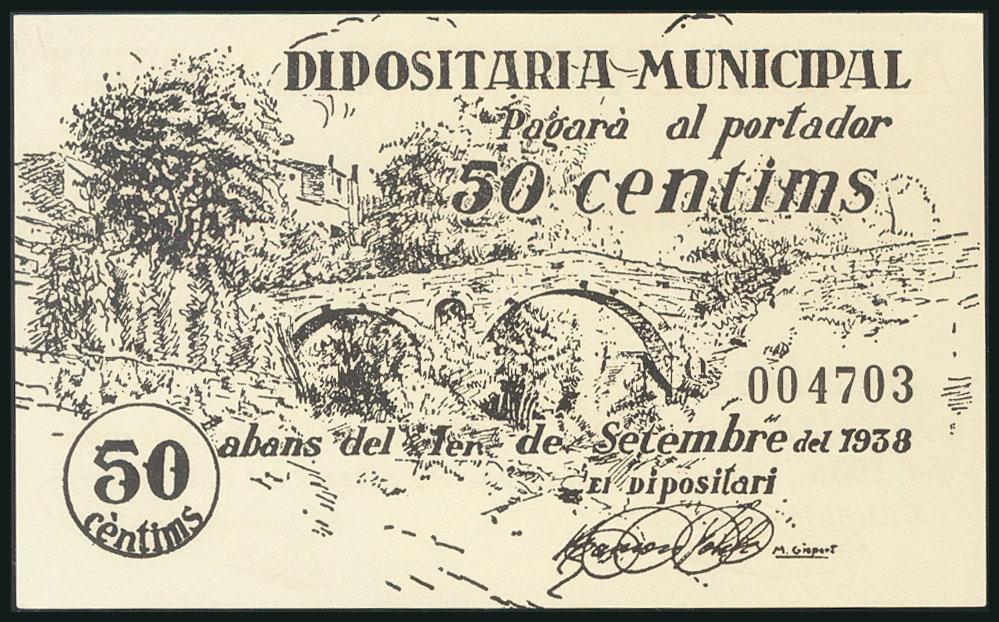 DIPOSITARIA MUNICIPAL
Pagarà al portador
50 centims
004703
abans del 1er de Setembre del 1938
El Dipositari
M. Gispert
50
cèntims